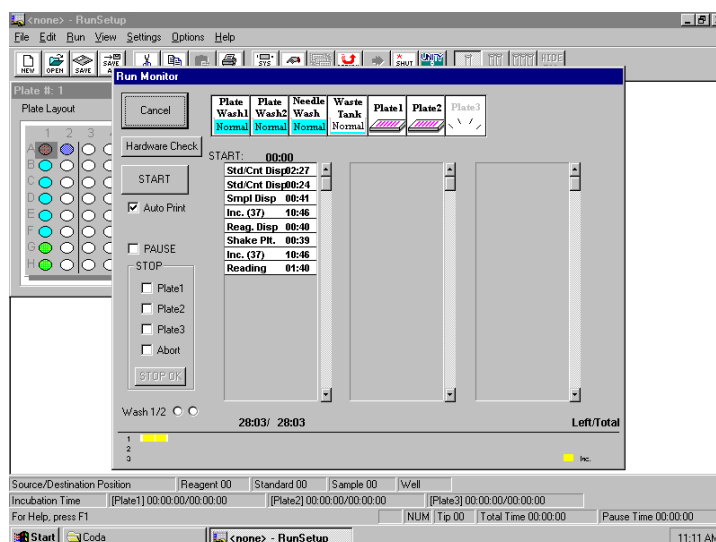 <none> - RunSetup
File Edit Run View Settings Options Help
NEW OPEN SAVE SAVE SYS SHUT UNITY HIDE
Plate #: 1
Plate Layout
1 2 3
A
B
C
D
E
F
G
H
Run Monitor
Cancel
Hardware Check
START
Auto Print
PAUSE
STOP
Plate1
Plate2
Plate3
Abort
STOP OK
Wash 1/2
Plate Wash1 Normal
Plate Wash2 Normal
Needle Wash Normal
Waste Tank Normal
Plate1 Plate2 Plate3
START: 00:00
Std/Cnt Disp02:27
Std/Cnt Disp00:24
Smpl Disp 00:41
Inc. (37) 10:46
Reag. Disp 00:40
Shake Plt. 00:39
Inc. (37) 10:46
Reading 01:40
28:03/ 28:03
Left/Total
1
2
3
Inc.
Source/Destination Position Reagent 00 Standard 00 Sample 00 Well
Incubation Time [Plate1] 00:00:00/00:00:00 [Plate2] 00:00:00/00:00:00 [Plate3] 00:00:00/00:00:00
For Help, press F1 NUM Tip 00 Total Time 00:00:00 Pause Time 00:00:00
Start Coda <none> - RunSetup 11:11 AM